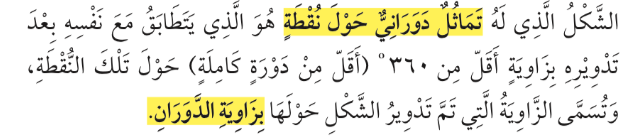 الشَّكْلُ الَّذِي لَهُ تَمَاثُلٌ دَوَرَانِيٌّ حَوْلَ نُقْطَةٍ هُوَ الَّذِي يَتَطَابَقُ مَعَ نَفْسِهِ بِعْدَ
تَدْوِيرِهِ بِزَاوِيَةٍ أَقَلَّ مِن ٣٦٠° (أَقَلّ مِنْ دَوْرَةٍ كَامِلَةٍ) حَوْلَ تَلْكَ النُّقْطَةِ،
وَتُسَمَّى الزَّاوِيَةُ الَّتِي تَمَّ تَدْوِيرُ الشَّكْلِ حَوْلَهَا بِزَاوِيَةِ الدَّوَرَانِ.